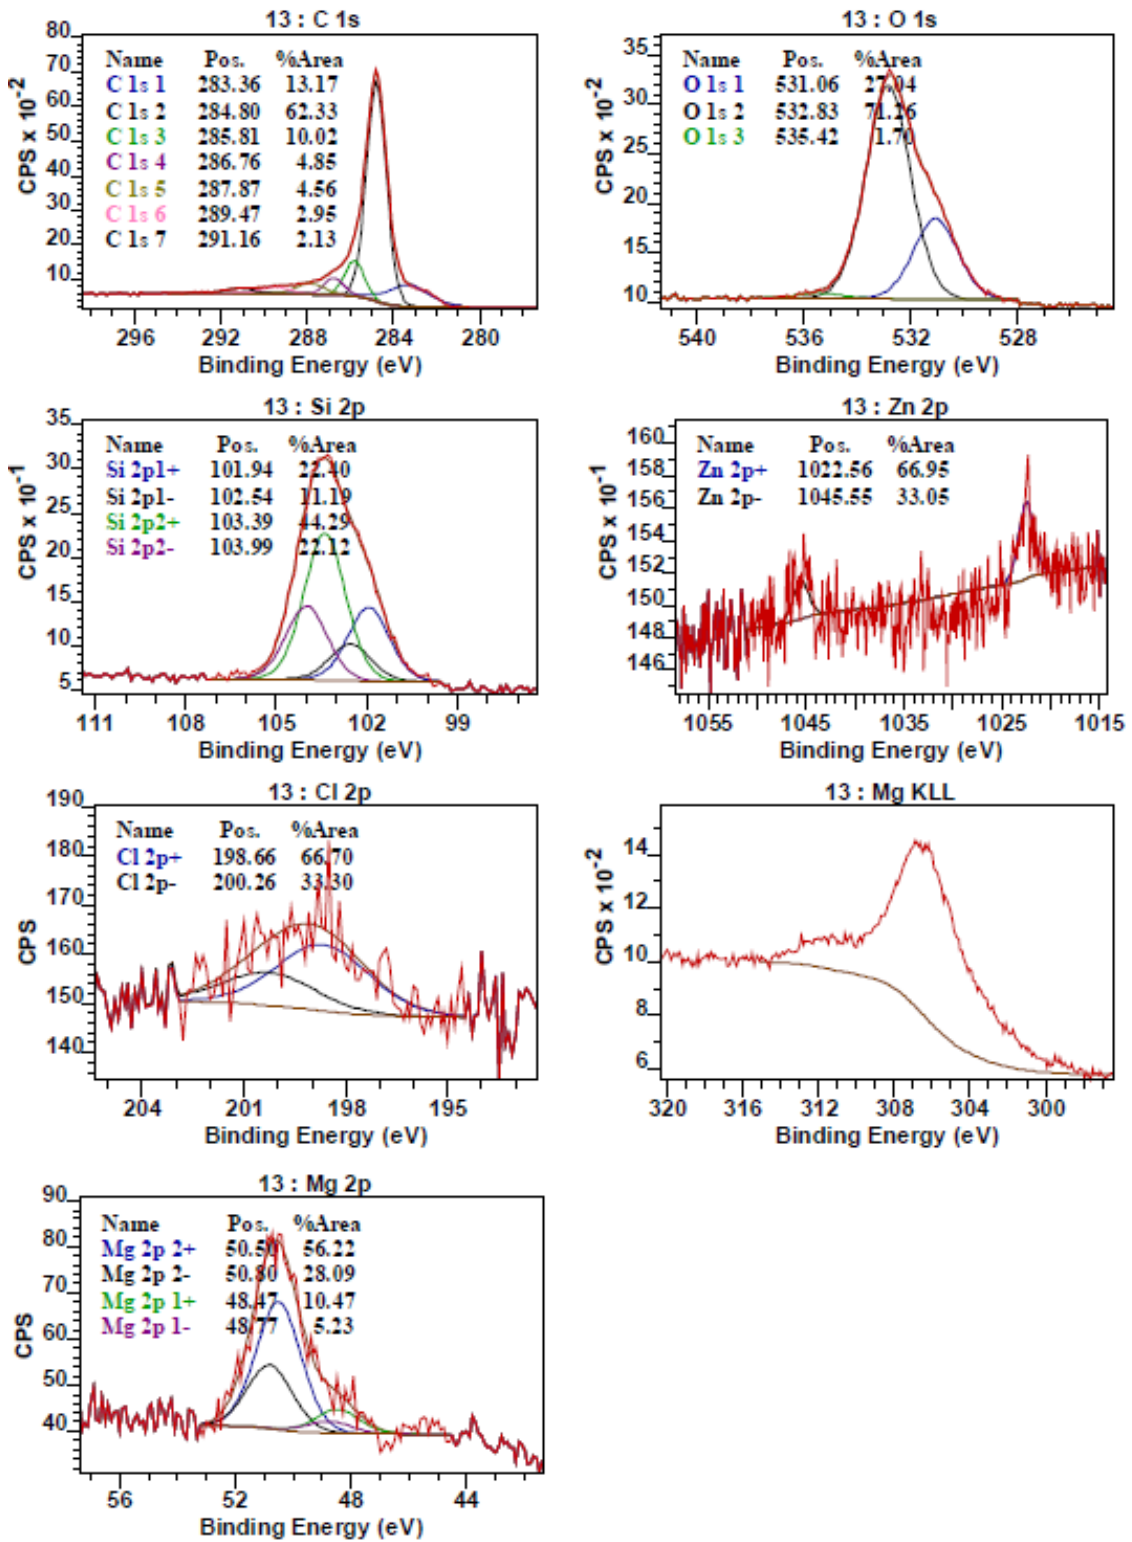 13 : C 1s
CPS x 10-2
80
70
60
50
40
30
20
10
Name Pos. %Area
C 1s 1 283.36 13.17
C 1s 2 284.80 62.33
C 1s 3 285.81 10.02
C 1s 4 286.76 4.85
C 1s 5 287.87 4.56
C 1s 6 289.47 2.95
C 1s 7 291.16 2.13
296 292 288 284 280
Binding Energy (eV)
13 : O 1s
CPS x 10-2
35
30
25
20
15
10
Name Pos. %Area
O 1s 1 531.06 27.04
O 1s 2 532.83 71.26
O 1s 3 535.42 1.71
540 536 532 528
Binding Energy (eV)
13 : Si 2p
CPS x 10-1
35
30
25
20
15
10
5
Name Pos. %Area
Si 2p1+ 101.94 22.40
Si 2p1- 102.54 11.19
Si 2p2+ 103.39 44.29
Si 2p2- 103.99 22.12
111 108 105 102 99
Binding Energy (eV)
13 : Zn 2p
CPS x 10-1
160
158
156
154
152
150
148
146
Name Pos. %Area
Zn 2p+ 1022.56 66.95
Zn 2p- 1045.55 33.05
1055 1045 1035 1025 1015
Binding Energy (eV)
13 : Cl 2p
CPS
190
180
170
160
150
140
Name Pos. %Area
Cl 2p+ 198.66 66.70
Cl 2p- 200.26 33.30
204 201 198 195
Binding Energy (eV)
13 : Mg KLL
CPS x 10-2
14
12
10
8
6
320 316 312 308 304 300
Binding Energy (eV)
13 : Mg 2p
CPS
90
80
70
60
50
40
Name Pos. %Area
Mg 2p 2+ 50.50 56.22
Mg 2p 2- 50.80 28.09
Mg 2p 1+ 48.47 10.47
Mg 2p 1- 48.77 5.23
56 52 48 44
Binding Energy (eV)